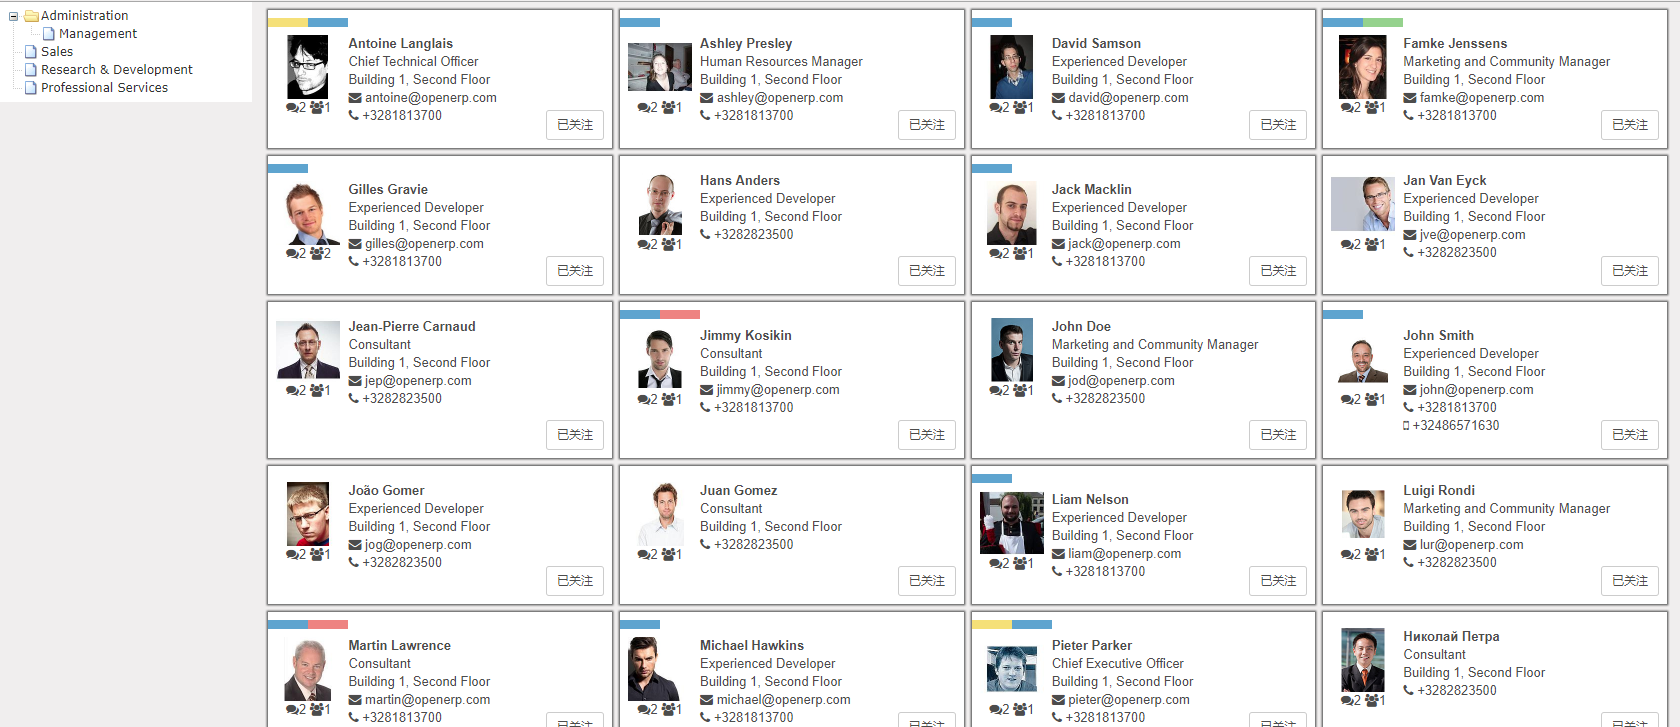 Administration
Management
Sales
Research & Development
Professional Services
Antoine Langlais
Chief Technical Officer
Building 1, Second Floor
antoine@openerp.com
2 1 +3281813700
已关注
Ashley Presley
Human Resources Manager
Building 1, Second Floor
ashley@openerp.com
2 1 +3281813700
已关注
David Samson
Experienced Developer
Building 1, Second Floor
david@openerp.com
2 1 +3281813700
已关注
Famke Jenssens
Marketing and Community Manager
Building 1, Second Floor
famke@openerp.com
2 1 +3281813700
已关注
Gilles Gravie
Experienced Developer
Building 1, Second Floor
gilles@openerp.com
2 2 +3281813700
已关注
Hans Anders
Experienced Developer
Building 1, Second Floor
+3282823500
2 1
已关注
Jack Macklin
Experienced Developer
Building 1, Second Floor
jack@openerp.com
2 1 +3281813700
已关注
Jan Van Eyck
Experienced Developer
Building 1, Second Floor
jve@openerp.com
2 1 +3282823500
已关注
Jean-Pierre Carnaud
Consultant
Building 1, Second Floor
jep@openerp.com
2 1 +3282823500
已关注
Jimmy Kosikin
Consultant
Building 1, Second Floor
jimmy@openerp.com
2 1 +3281813700
已关注
John Doe
Marketing and Community Manager
Building 1, Second Floor
jod@openerp.com
2 1 +3282823500
已关注
John Smith
Experienced Developer
Building 1, Second Floor
john@openerp.com
2 1 +3281813700
+32486571630
已关注
João Gomer
Experienced Developer
Building 1, Second Floor
jog@openerp.com
2 1 +3282823500
已关注
Juan Gomez
Consultant
Building 1, Second Floor
+3282823500
2 1
已关注
Liam Nelson
Experienced Developer
Building 1, Second Floor
liam@openerp.com
2 1 +3281813700
已关注
Luigi Rondi
Marketing and Community Manager
Building 1, Second Floor
lur@openerp.com
2 1 +3282823500
已关注
Martin Lawrence
Consultant
Building 1, Second Floor
martin@openerp.com
2 1 +3281813700
已关注
Michael Hawkins
Experienced Developer
Building 1, Second Floor
michael@openerp.com
2 1 +3281813700
已关注
Pieter Parker
Chief Executive Officer
Building 1, Second Floor
pieter@openerp.com
2 1 +3281813700
已关注
Николай Петра
Consultant
Building 1, Second Floor
+3282823500
2 1
已关注